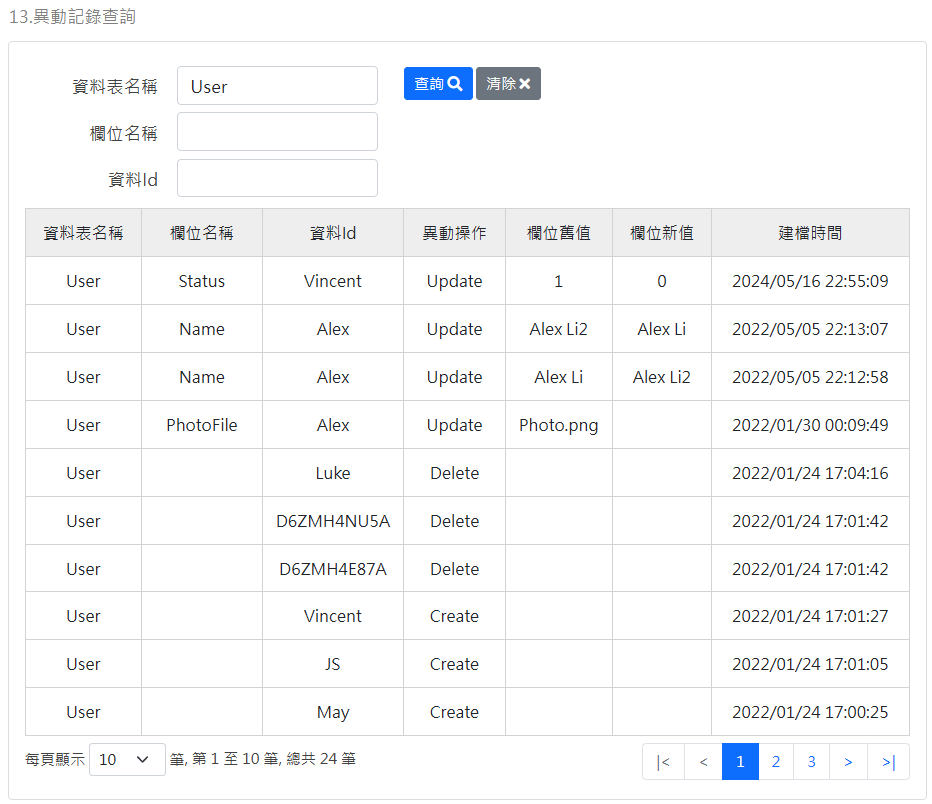 13.異動記錄查詢
資料表名稱 User 查詢 清除
欄位名稱
資料Id
資料表名稱 欄位名稱 資料Id 異動操作 欄位舊值 欄位新值 建檔時間
User Status Vincent Update 1 0 2024/05/16 22:55:09
User Name Alex Update Alex Li2 Alex Li 2022/05/05 22:13:07
User Name Alex Update Alex Li Alex Li2 2022/05/05 22:12:58
User PhotoFile Alex Update Photo.png 2022/01/30 00:09:49
User Luke Delete 2022/01/24 17:04:16
User D6ZMH4NU5A Delete 2022/01/24 17:01:42
User D6ZMH4E87A Delete 2022/01/24 17:01:42
User Vincent Create 2022/01/24 17:01:27
User JS Create 2022/01/24 17:01:05
User May Create 2022/01/24 17:00:25
每頁顯示 10 筆, 第 1 至 10 筆, 總共 24 筆 |< < 1 2 3 > >|